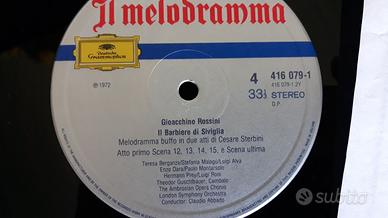 Il melodramma
Deutsche
Grammophon
℗ 1972
4
416 079-1
416 079-1 2Y
33⅓ STEREO
D.P.
Gioacchino Rossini
Il Barbiere di Siviglia
Melodramma buffo in due atti di Cesare Sterbini
Atto primo Scena 12, 13, 14, 15, e Scena ultima
Teresa Berganza/Stefania Malagu/Luigi Alva
Enzo Dara/Paolo Montarsolo
Hermann Prey/Luigi Roni
Theodor Guschlbauer, Cembalo
The Ambrosian Opera Chorus
London Symphony Orchestra
Conductor: Claudio Abbado
subito